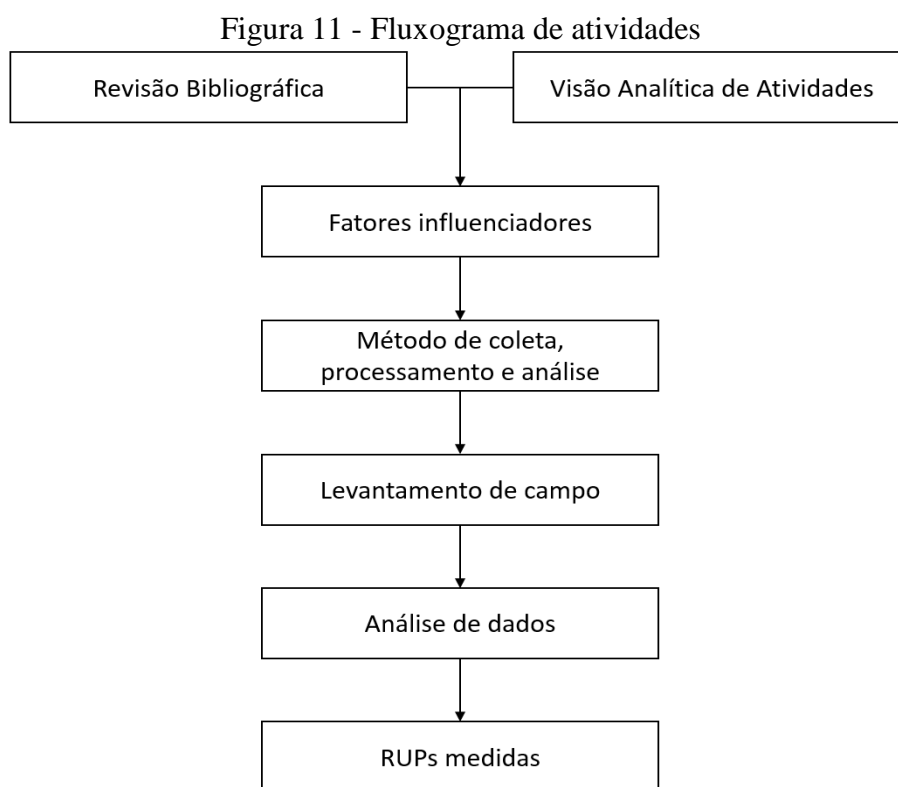 Figura 11 - Fluxograma de atividades
Revisão Bibliográfica
Visão Analítica de Atividades
Fatores influenciadores
Método de coleta,
processamento e análise
Levantamento de campo
Análise de dados
RUPs medidas